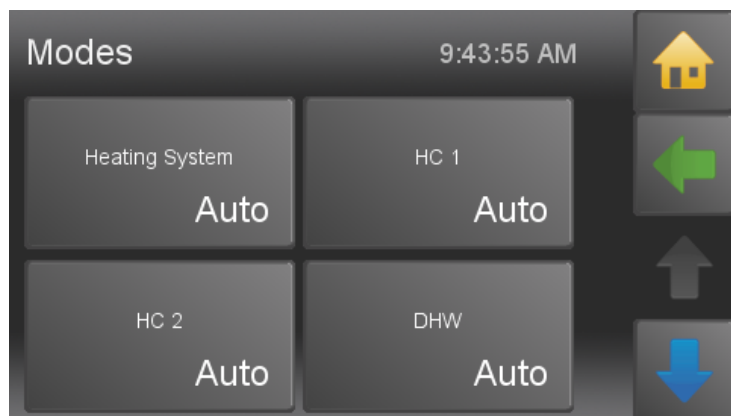 Modes 9:43:55 AM
Heating System
Auto
HC 1
Auto
HC 2
Auto
DHW
Auto